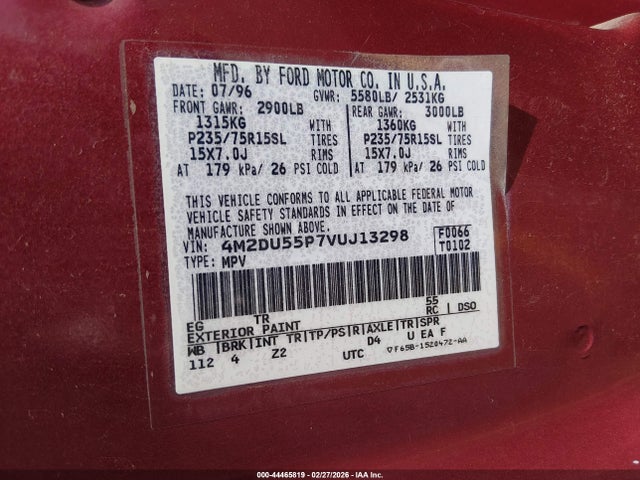 MFD. BY FORD MOTOR CO. IN U.S.A.
DATE: 07/96 GVWR: 5580LB/ 2531KG
FRONT GAWR: 2900LB REAR GAWR: 3000LB
1315KG WITH 1360KG WITH
P235/75R15SL TIRES P235/75R15SL TIRES
15X7.0J RIMS 15X7.0J RIMS
AT 179 kPa/ 26 PSI COLD AT 179 kPa/ 26 PSI COLD
THIS VEHICLE CONFORMS TO ALL APPLICABLE FEDERAL MOTOR
VEHICLE SAFETY STANDARDS IN EFFECT ON THE DATE OF
MANUFACTURE SHOWN ABOVE.
VIN: 4M2DU55P7VUJ13298 F0066
TYPE: MPV T0102
EG TR 55
EXTERIOR PAINT RC DSO
WB BRK INT TR TP/PS R AXLE TR SPR
112 4 Z2 UTC D4 U EA F
▽F65B-1520472-AA
000-44465819 | 02/27/2026 - IAA Inc.